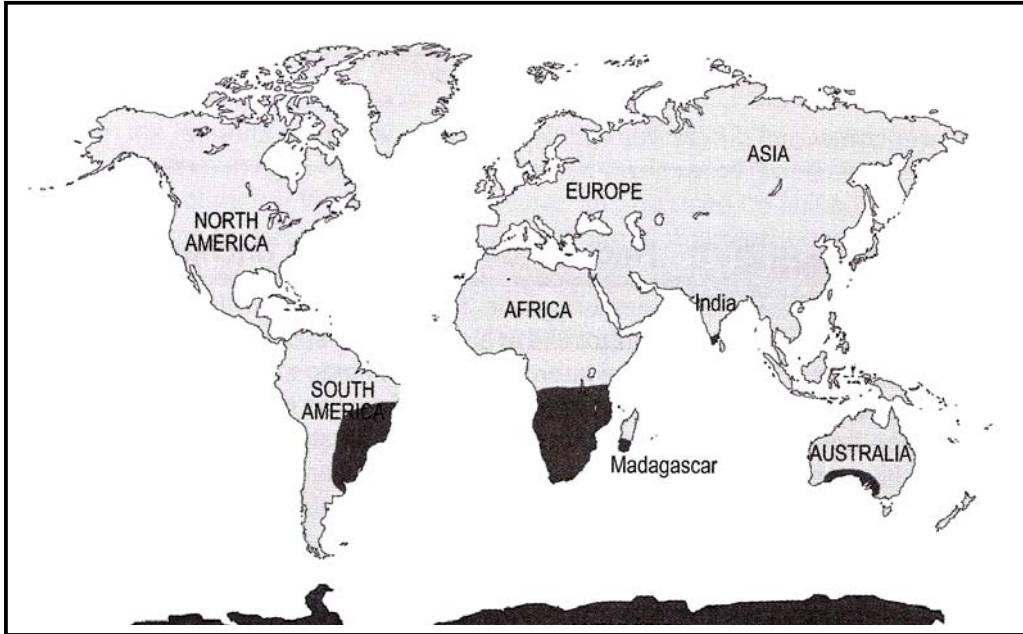 ASIA
EUROPE
NORTH
AMERICA
India
AFRICA
SOUTH
AMERICA
AUSTRALIA
Madagascar